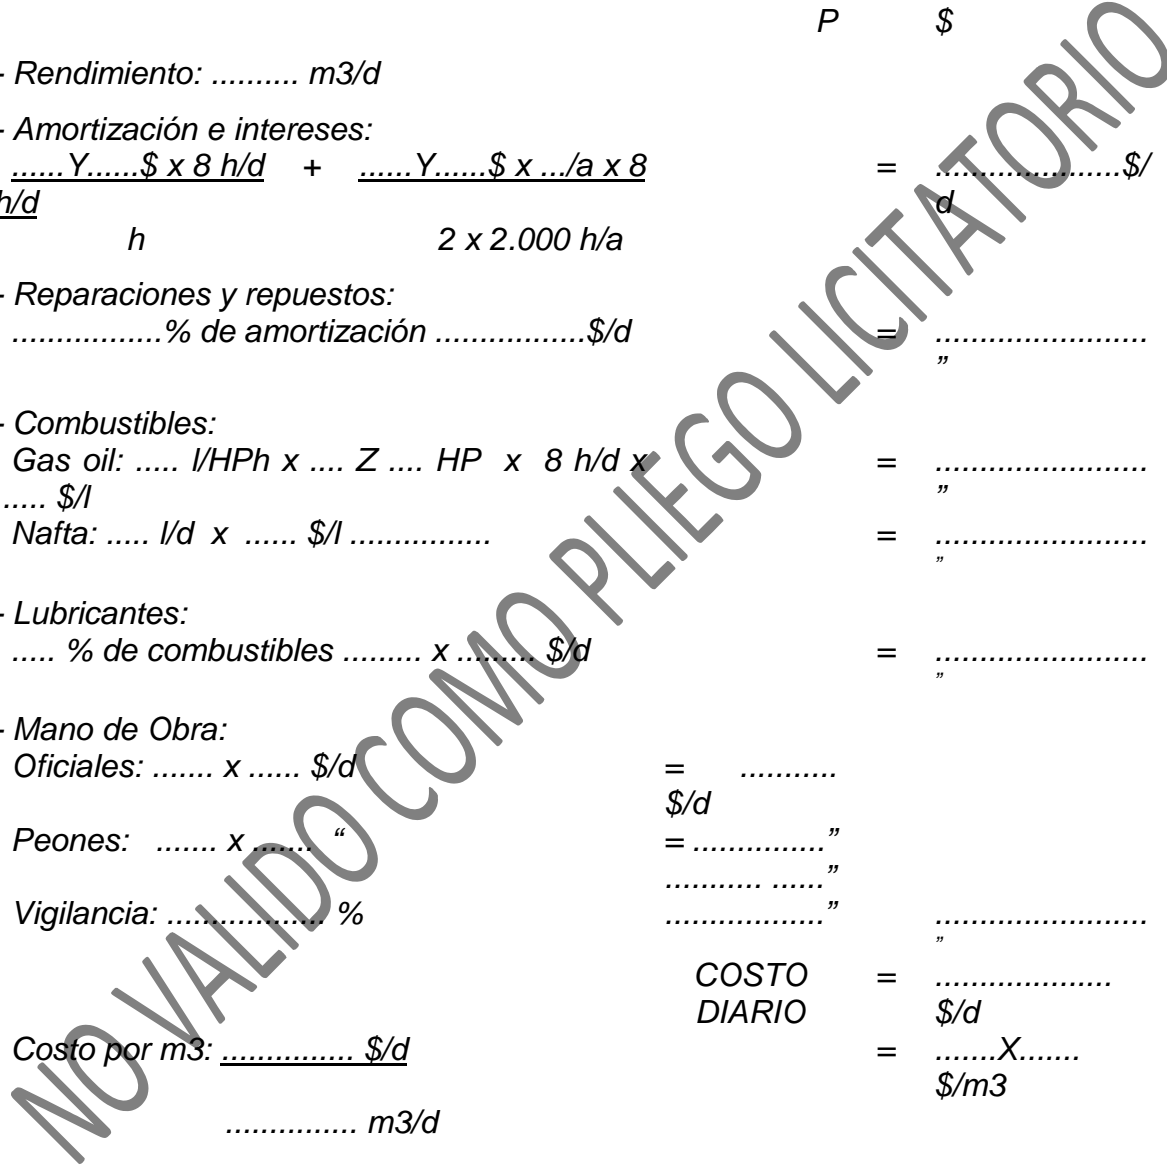 P $
- Rendimiento: .......... m3/d
- Amortización e intereses:
......Y......$ x 8 h/d + ......Y......$ x .../a x 8 = .....................$/
h/d d
h 2 x 2.000 h/a
- Reparaciones y repuestos:
.................% de amortización .................$/d = ........................
”
- Combustibles:
Gas oil: ..... l/HPh x .... Z .... HP x 8 h/d x = ........................
..... $/l ”
Nafta: ..... l/d x ...... $/l ................ = ........................
”
- Lubricantes:
..... % de combustibles ......... x ......... $/d = ........................
”
- Mano de Obra:
Oficiales: ....... x ...... $/d = ...........
$/d
Peones: ....... x ....... “ = ...............”
........... ......”
Vigilancia: .................. % ..................” ........................
”
COSTO = ....................
DIARIO $/d
Costo por m3: ............... $/d = .......X.......
$/m3
............... m3/d
NO VALIDO COMO PLIEGO LICITATORIO